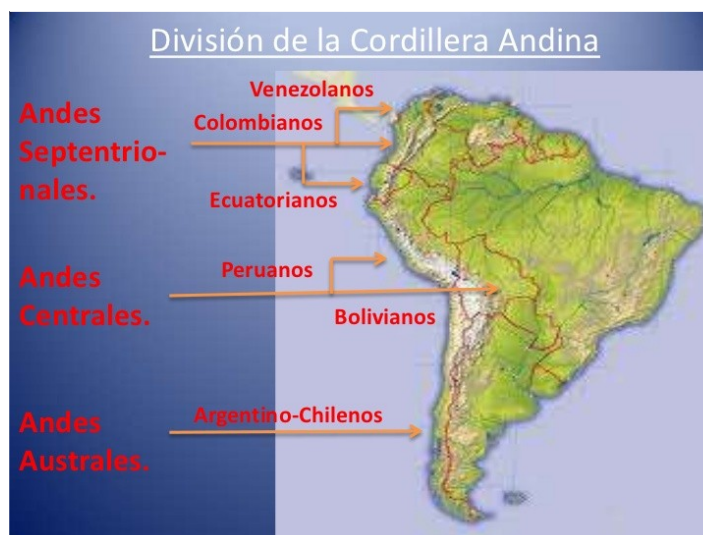 División de la Cordillera Andina
Andes
Septentrio-
nales.
Venezolanos
Colombianos
Ecuatorianos
Andes
Centrales.
Peruanos
Bolivianos
Andes
Australes.
Argentino-Chilenos